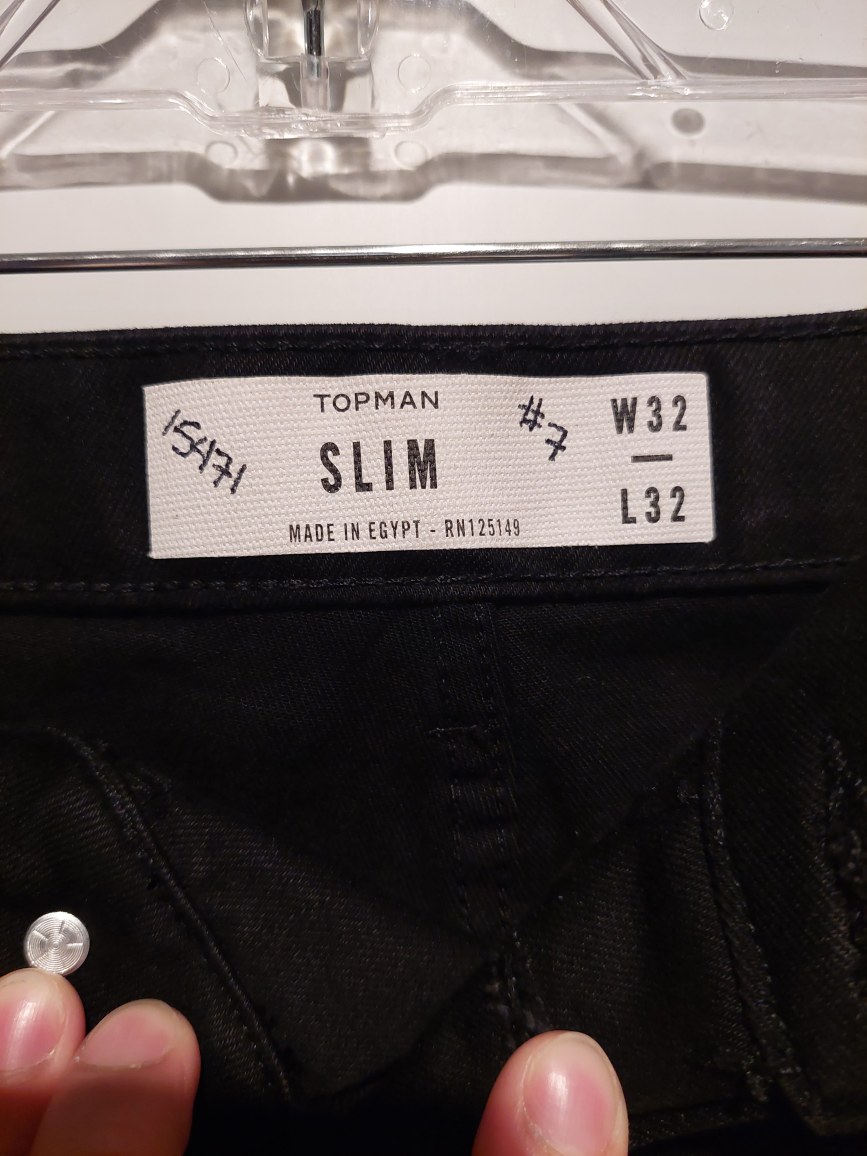 TOPMAN
SLIM
MADE IN EGYPT - RN125149
15471
#7
W32
L32